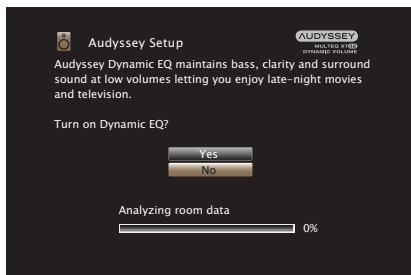 Audyssey Setup
AUDYSSEY
MULTEQ XT32
DYNAMIC VOLUME
Audyssey Dynamic EQ maintains bass, clarity and surround
sound at low volumes letting you enjoy late-night movies
and television.
Turn on Dynamic EQ?
Yes
No
Analyzing room data
0%